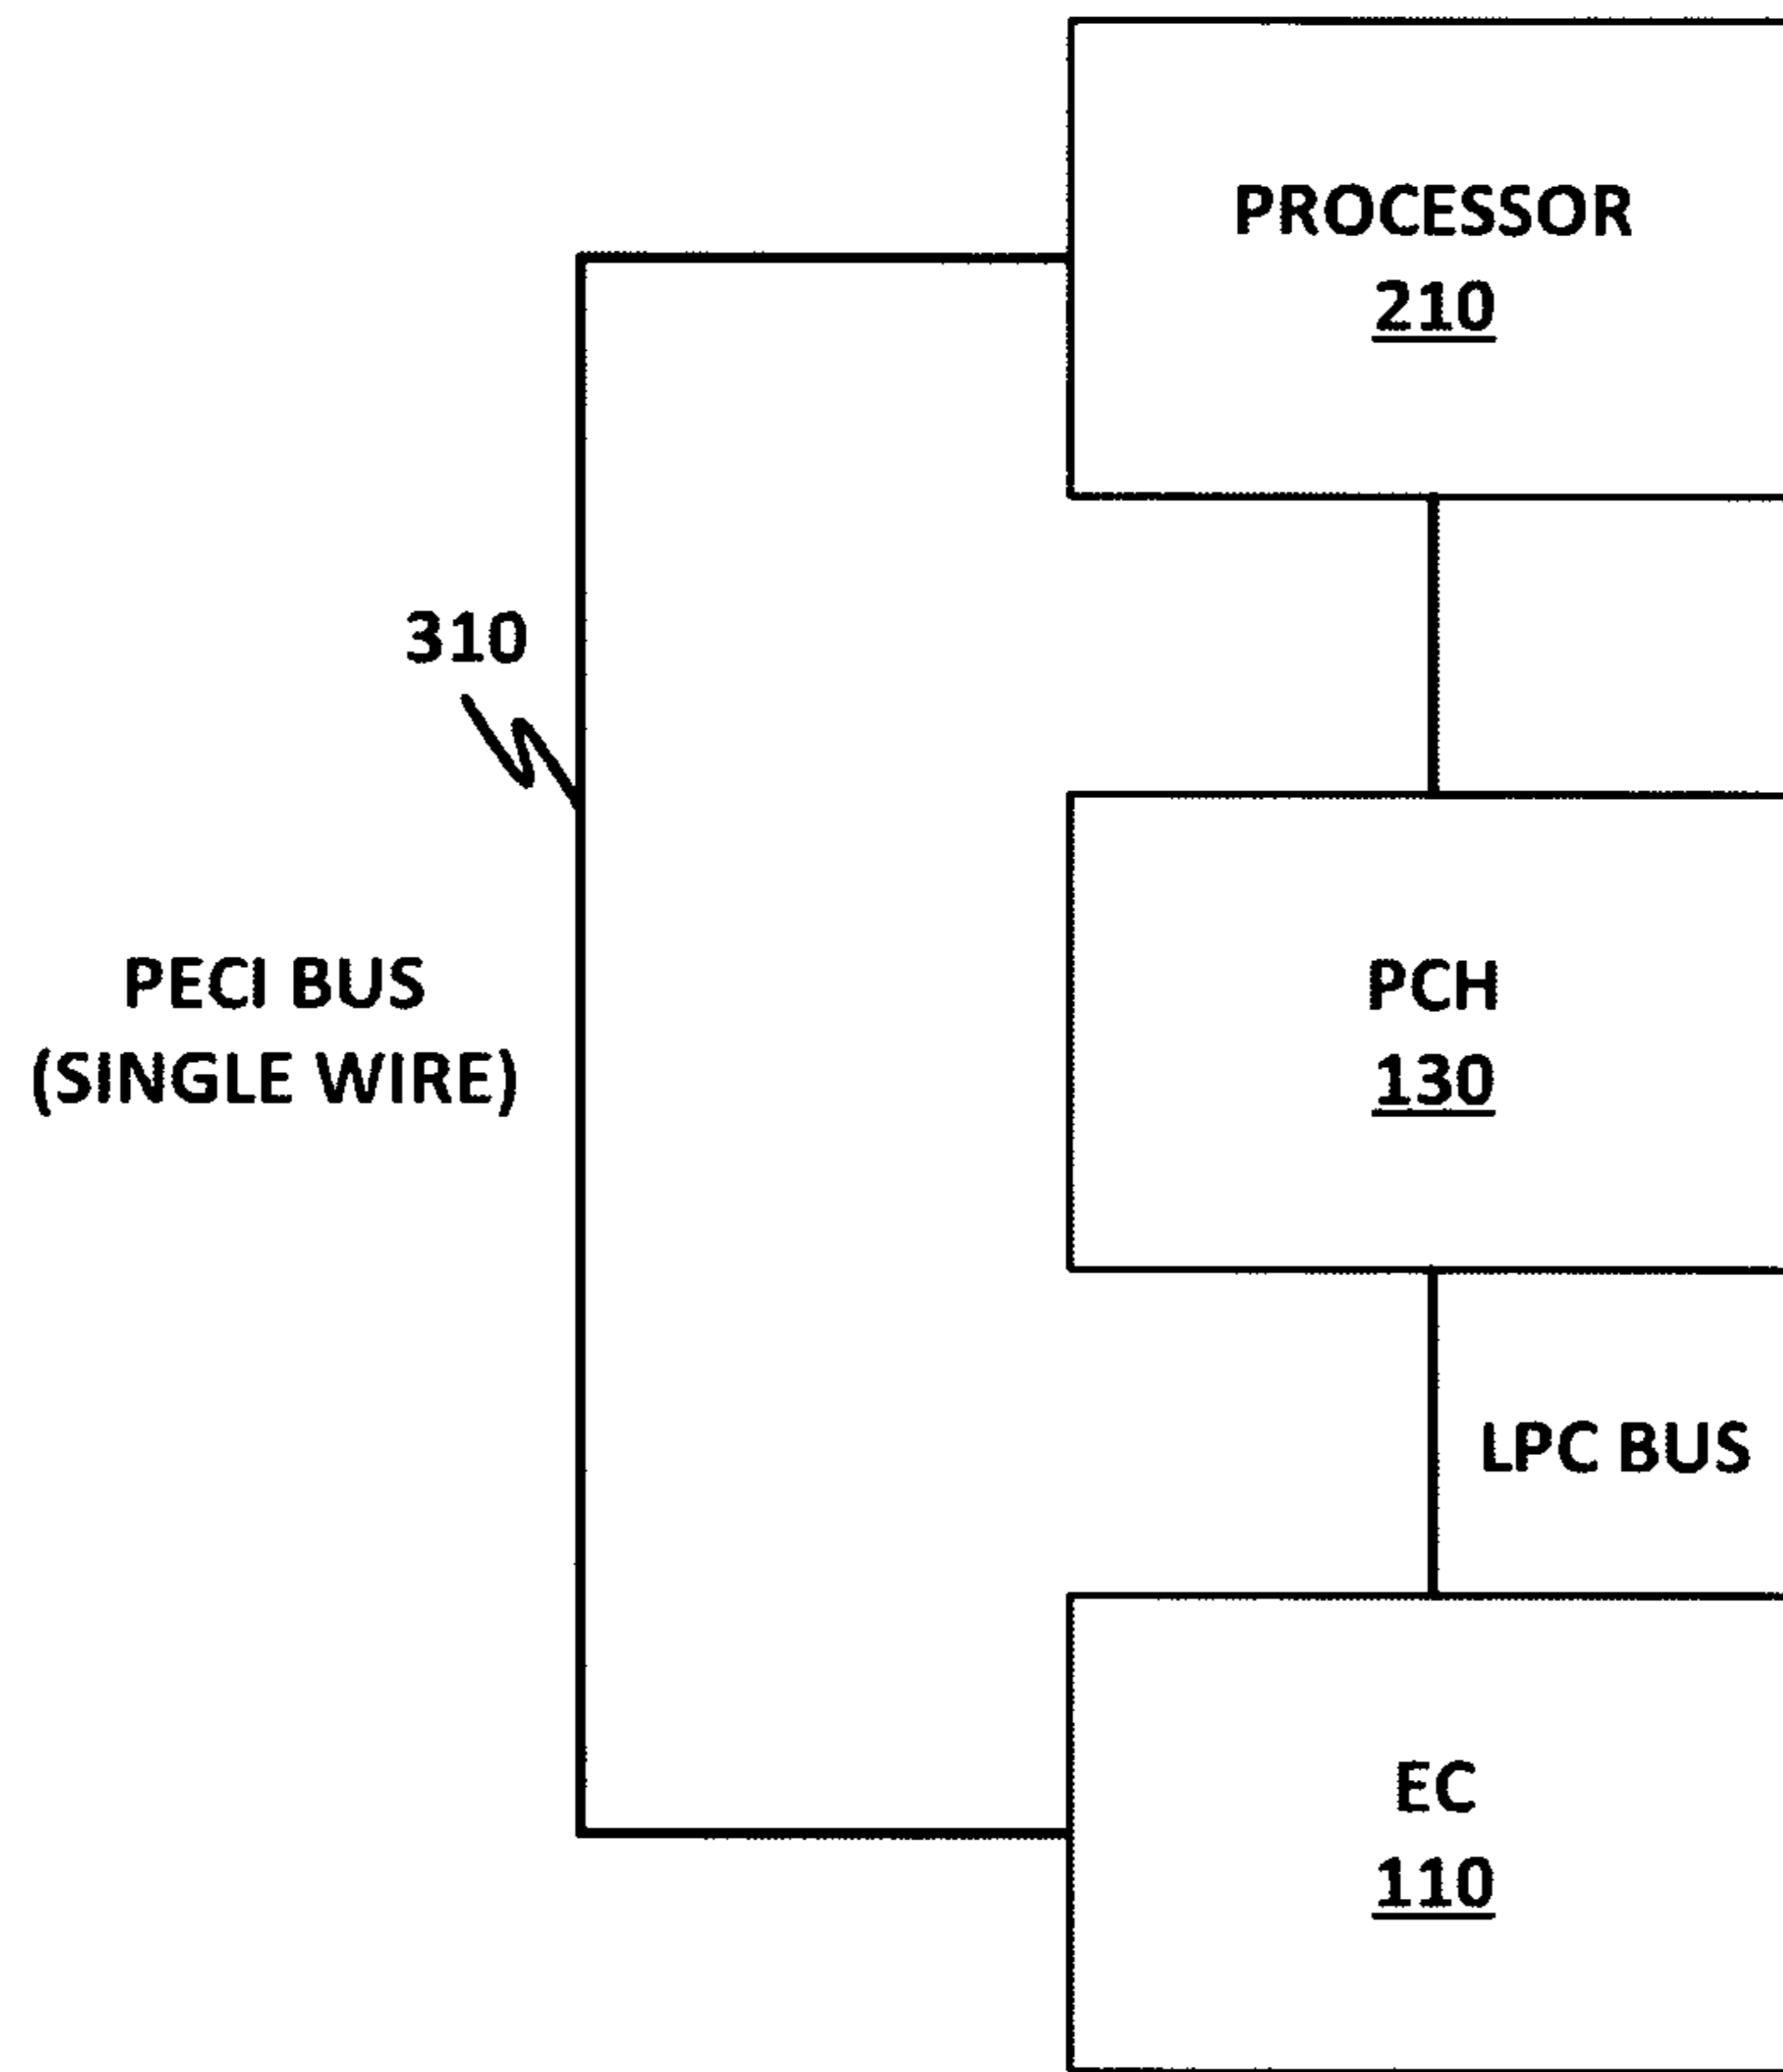 PROCESSOR
210
310
PECI BUS
(SINGLE WIRE)
PCH
130
LPC BUS
EC
110